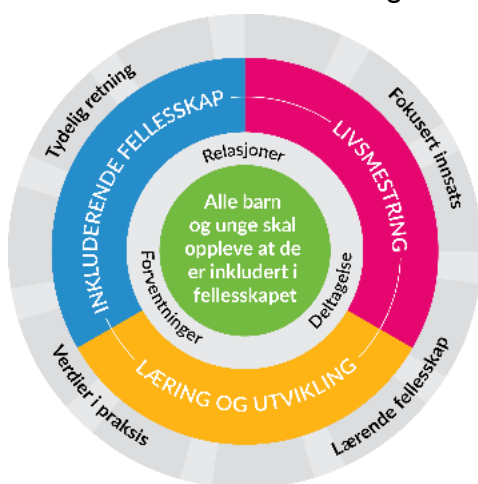 Tydelig retning
Fokusert innsats
INKLUDERENDE FELLESSKAP
LIVSMESTRING
Relasjoner
Alle barn
og unge skal
oppleve at de
er inkludert i
fellesskapet
Forventninger
Deltagelse
LÆRING OG UTVIKLING
Verdier i praksis
Lærende fellesskap